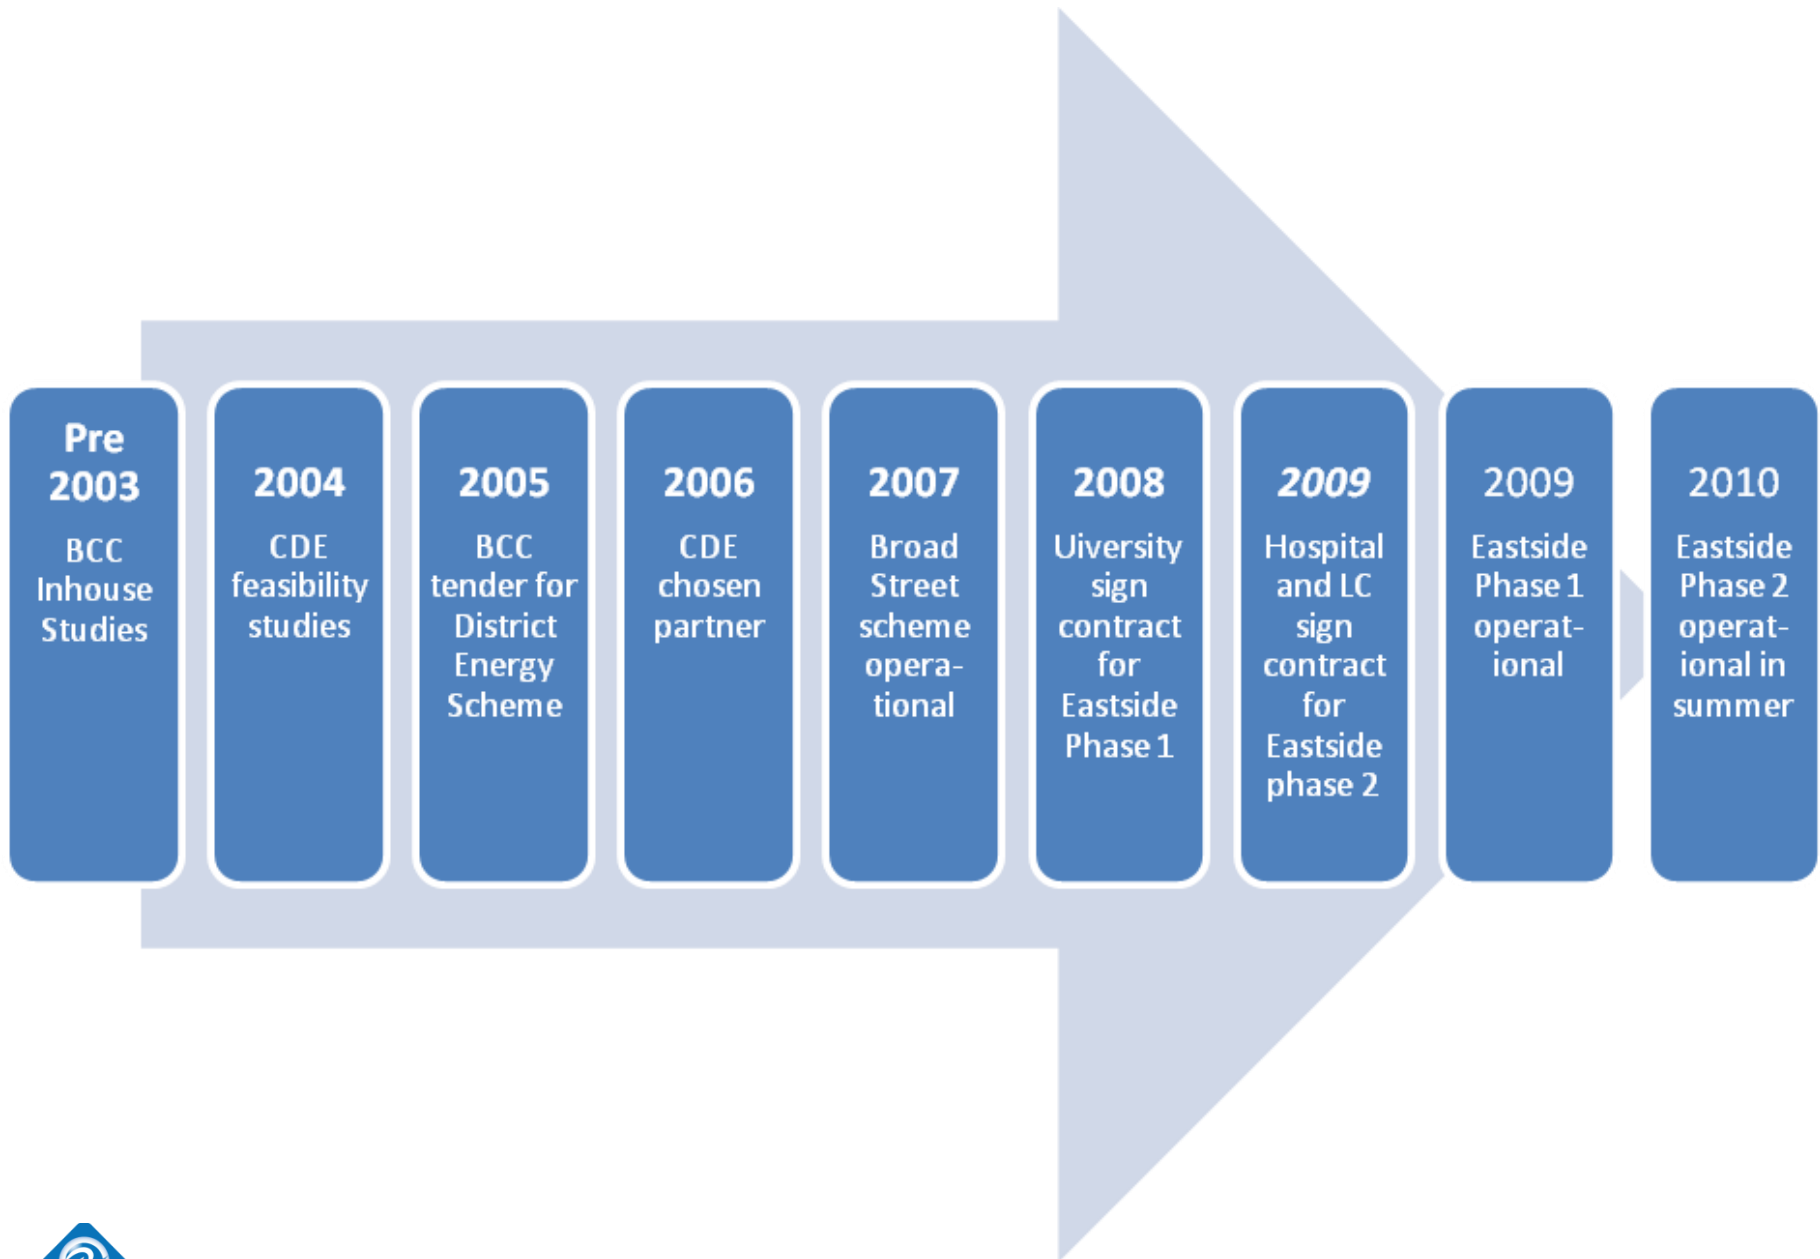 Pre
2003
BCC
Inhouse
Studies
2004
CDE
feasibility
studies
2005
BCC
tender for
District
Energy
Scheme
2006
CDE
chosen
partner
2007
Broad
Street
scheme
opera-
tional
2008
Uiversity
sign
contract
for
Eastside
Phase 1
2009
Hospital
and LC
sign
contract
for
Eastside
phase 2
2009
Eastside
Phase 1
operat-
ional
2010
Eastside
Phase 2
operat-
ional in
summer